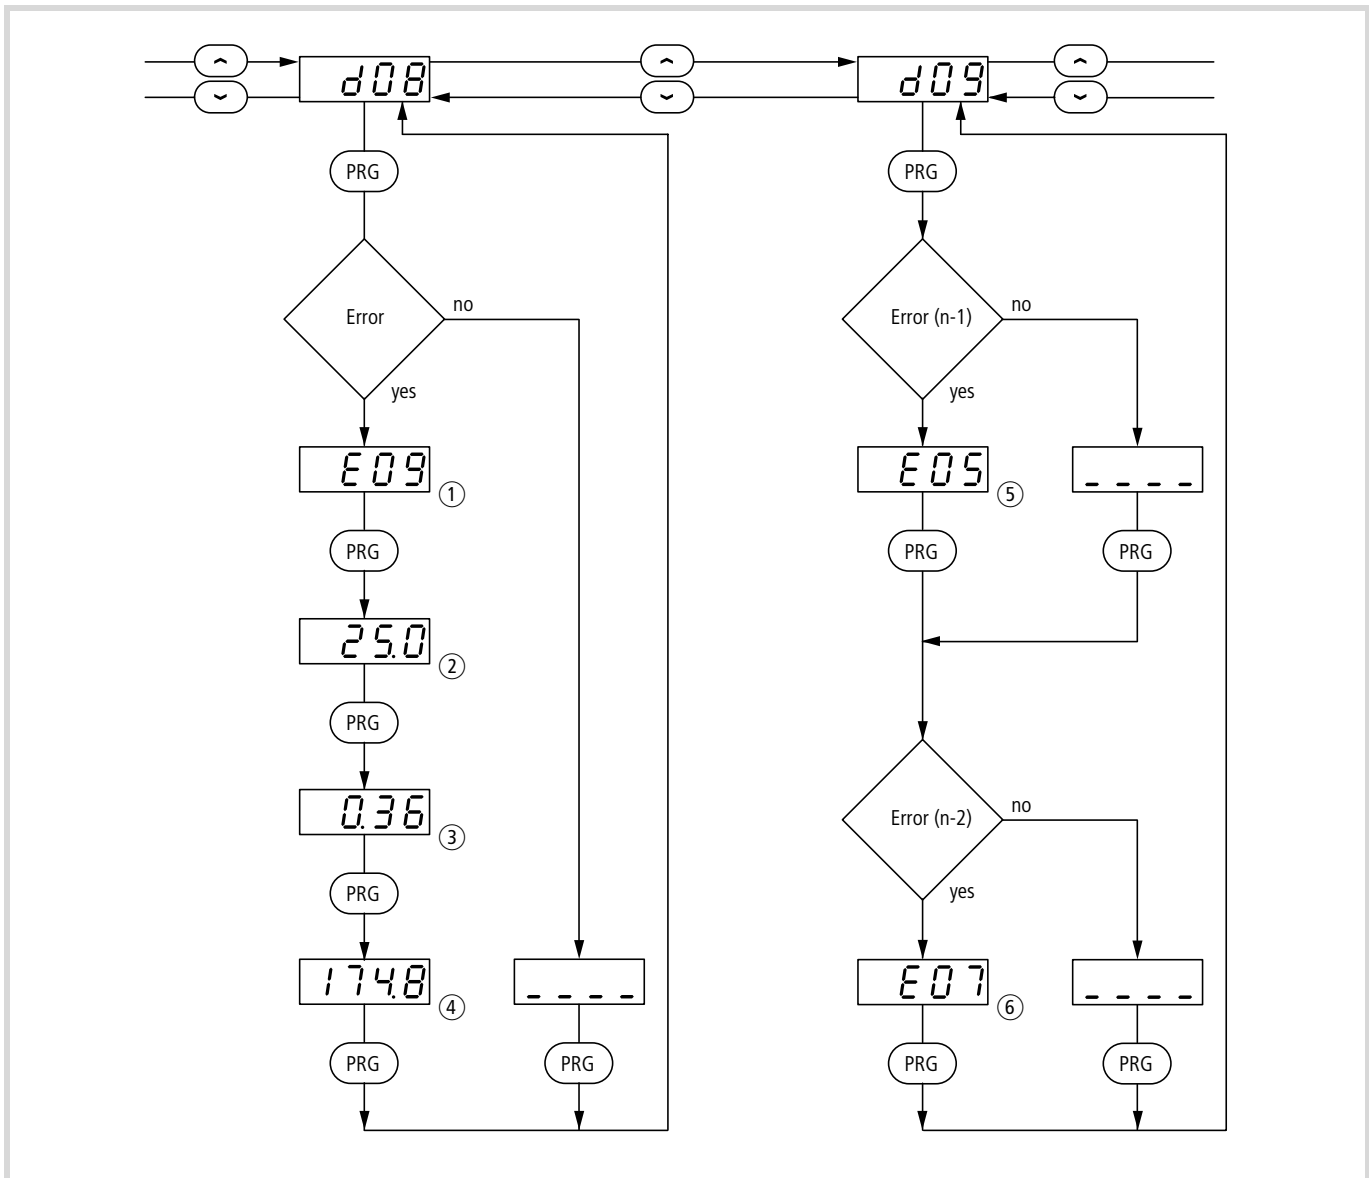 d08
d09
PRG
PRG
Error
no
Error (n-1)
no
yes
yes
E09
①
E05
⑤
_ _ _ _
PRG
PRG
PRG
25.0
②
PRG
0.36
③
Error (n-2)
no
PRG
yes
174.8
④
_ _ _ _
E07
⑥
_ _ _ _
PRG
PRG
PRG
PRG